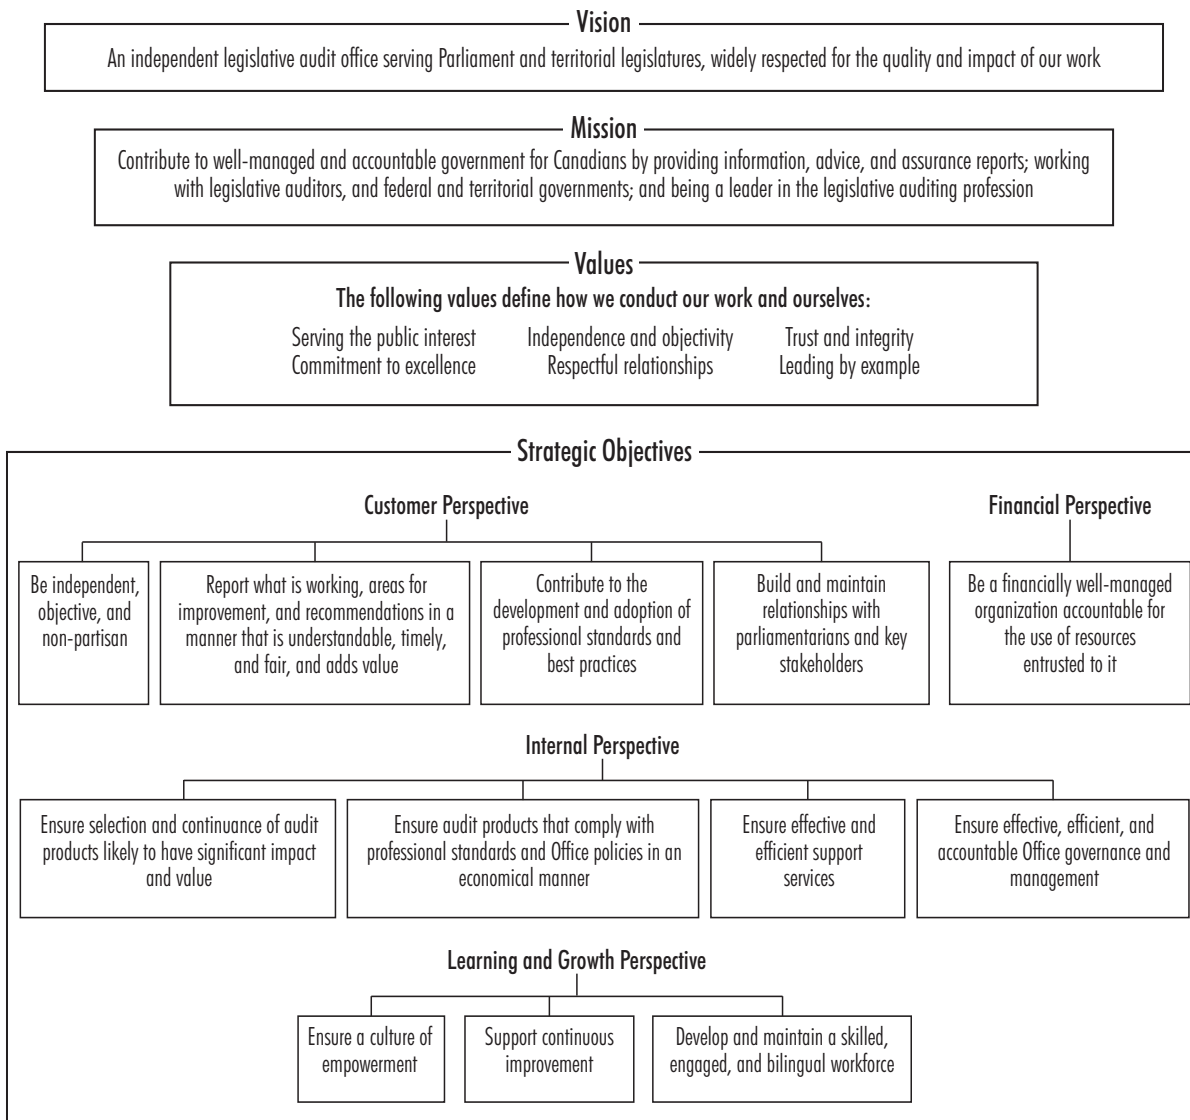 Vision
An independent legislative audit office serving Parliament and territorial legislatures, widely respected for the quality and impact of our work
Mission
Contribute to well-managed and accountable government for Canadians by providing information, advice, and assurance reports; working
with legislative auditors, and federal and territorial governments; and being a leader in the legislative auditing profession
Values
The following values define how we conduct our work and ourselves:
Serving the public interest Independence and objectivity Trust and integrity
Commitment to excellence Respectful relationships Leading by example
Strategic Objectives
Customer Perspective
Be independent,
objective, and
non-partisan
Report what is working, areas for
improvement, and recommendations in a
manner that is understandable, timely,
and fair, and adds value
Contribute to the
development and adoption of
professional standards and
best practices
Build and maintain
relationships with
parliamentarians and key
stakeholders
Financial Perspective
Be a financially well-managed
organization accountable for
the use of resources
entrusted to it
Internal Perspective
Ensure selection and continuance of audit
products likely to have significant impact
and value
Ensure audit products that comply with
professional standards and Office policies in an
economical manner
Ensure effective and
efficient support
services
Ensure effective, efficient, and
accountable Office governance and
management
Learning and Growth Perspective
Ensure a culture of
empowerment
Support continuous
improvement
Develop and maintain a skilled,
engaged, and bilingual workforce